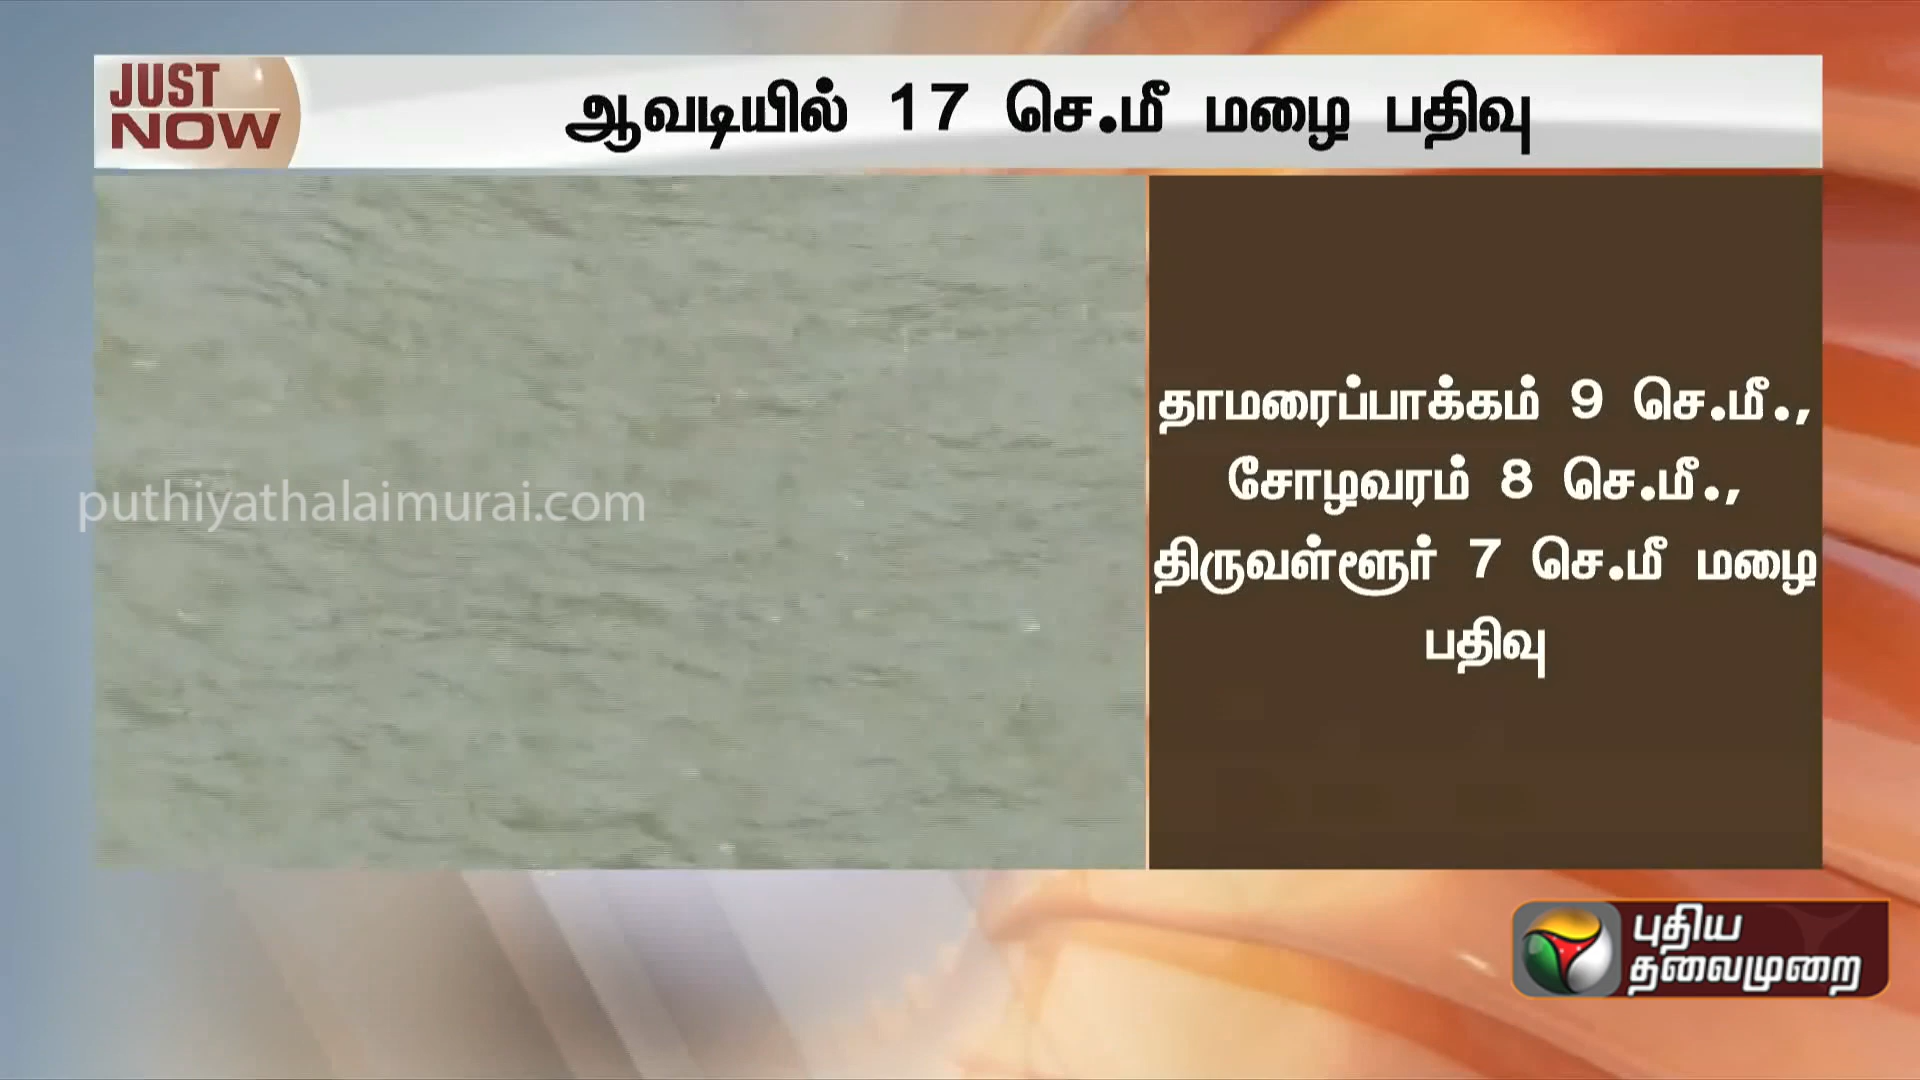 JUST
NOW
ஆவடியில் 17 செ.மீ மழை பதிவு
தாமரைப்பாக்கம் 9 செ.மீ.,
சோழவரம் 8 செ.மீ.,
திருவள்ளூர் 7 செ.மீ மழை
பதிவு
puthiyathalaimurai.com
புதிய
தலைமுறை